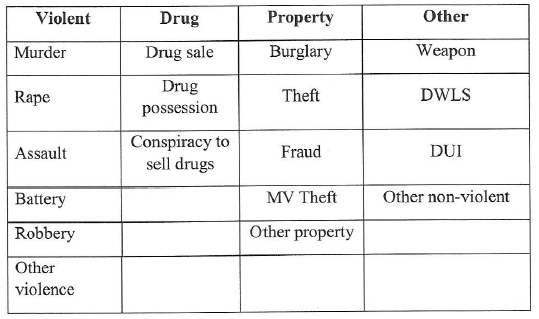 Violent Drug Property Other
Murder Drug sale Burglary Weapon
Rape Drug possession Theft DWLS
Assault Conspiracy to sell drugs Fraud DUI
Battery MV Theft Other non-violent
Robbery Other property
Other violence